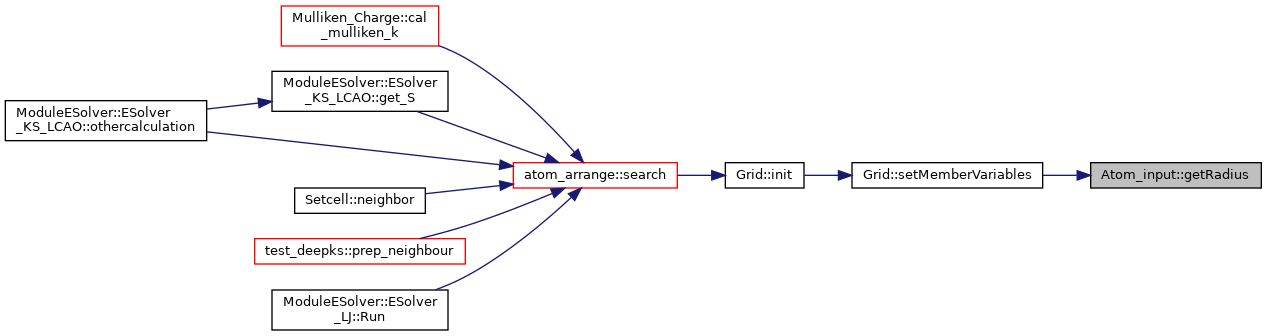 Mulliken_Charge::cal
_mulliken_k
ModuleESolver::ESolver
_KS_LCAO::get_S
ModuleESolver::ESolver
_KS_LCAO::othercalculation
atom_arrange::search
Grid::init
Grid::setMemberVariables
Atom_input::getRadius
Setcell::neighbor
test_deepks::prep_neighbour
ModuleESolver::ESolver
_LJ::Run